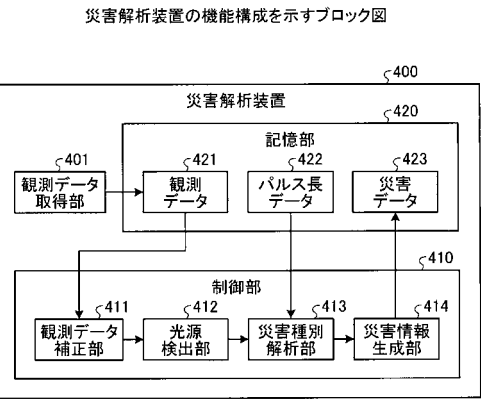 災害解析装置の機能構成を示すブロック図
400
災害解析装置
420
記憶部
401
観測データ
取得部
421
観測
データ
422
パルス長
データ
423
災害
データ
410
制御部
411
観測データ
補正部
412
光源
検出部
413
災害種別
解析部
414
災害情報
生成部